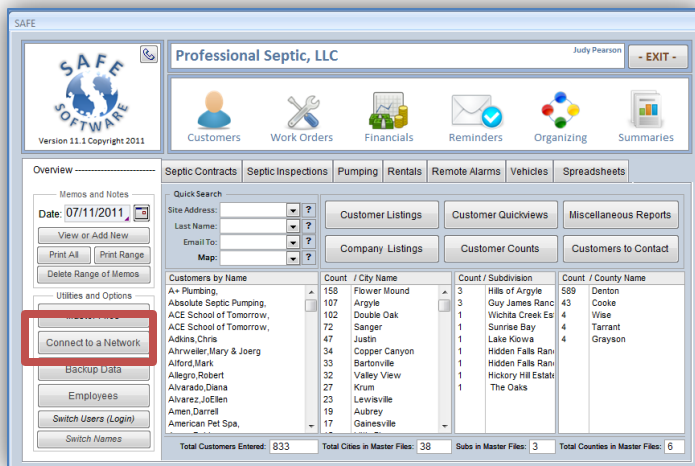 SAFE
SAFE
SOFTWARE
Version 11.1 Copyright 2011
Professional Septic, LLC
Judy Pearson
- EXIT -
Customers
Work Orders
Financials
Reminders
Organizing
Summaries
Overview --------------------
Septic Contracts
Septic Inspections
Pumping
Rentals
Remote Alarms
Vehicles
Spreadsheets
Memos and Notes
Date: 07/11/2011
View or Add New
Print All
Print Range
Delete Range of Memos
Utilities and Options
Connect to a Network
Backup Data
Employees
Switch Users (Login)
Switch Names
Quick Search
Site Address: ?
Last Name: ?
Email To: ?
Map: ?
Customer Listings
Customer Quickviews
Miscellaneous Reports
Company Listings
Customer Counts
Customers to Contact
Customers by Name
A+ Plumbing,
Absolute Septic Pumping,
ACE School of Tomorrow,
ACE School of Tomorrow,
Adkins,Chris
Ahrweiler,Mary & Joerg
Alford,Mark
Allegro,Robert
Alvarado,Diana
Alvarez,JoEllen
Amen,Darrell
American Pet Spa,
Count / City Name
158 Flower Mound
107 Argyle
102 Double Oak
72 Sanger
47 Justin
34 Copper Canyon
33 Bartonville
32 Valley View
27 Krum
23 Lewisville
19 Aubrey
17 Gainesville
Count / Subdivision
3 Hills of Argyle
3 Guy James Ranc
1 Wichita Creek Es
1 Sunrise Bay
1 Lake Kiowa
1 Hidden Falls Ran
1 Hidden Falls Ran
1 Hickory Hill Estate
1 The Oaks
Count / County Name
589 Denton
43 Cooke
4 Wise
4 Tarrant
4 Grayson
Total Customers Entered: 833
Total Cities in Master Files: 38
Subs in Master Files: 3
Total Counties in Master Files: 6